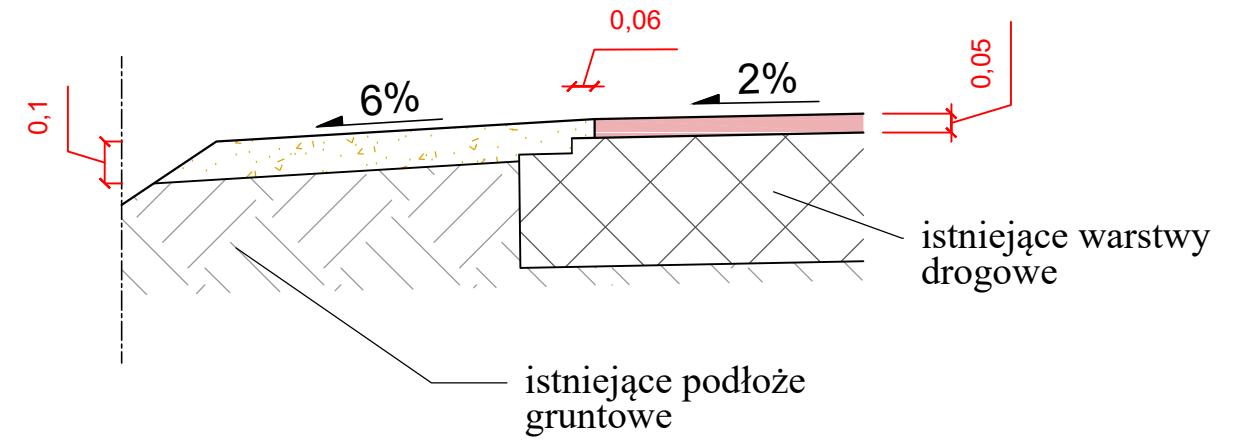 0,06
0,05
2%
6%
0,1
istniejące warstwy
drogowe
istniejące podłoże
gruntowe